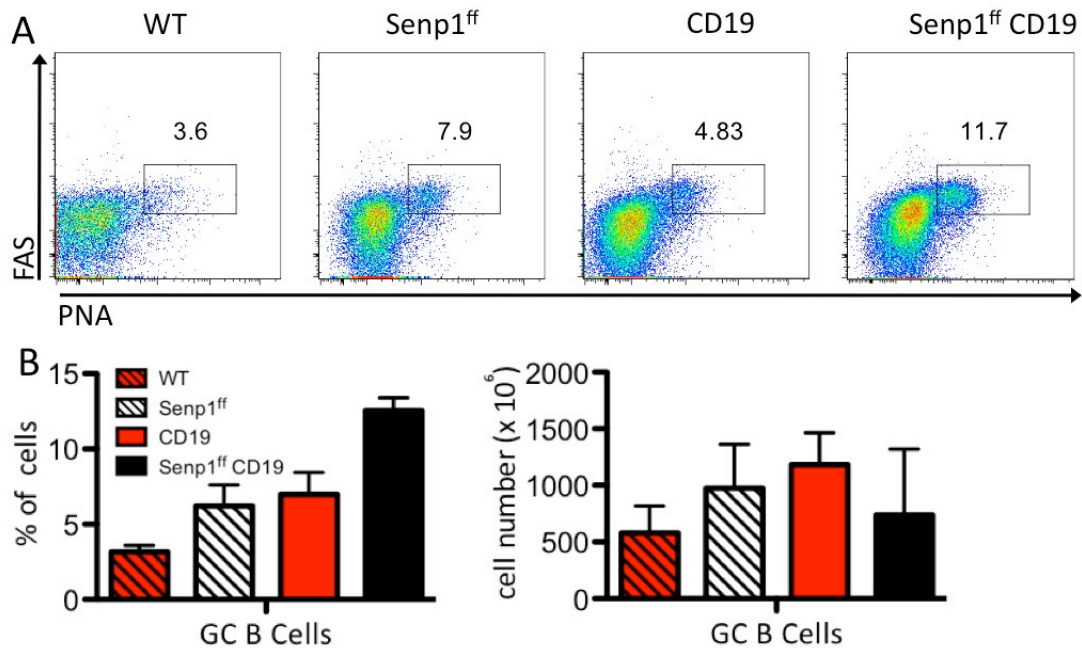 A WT Senp1ff CD19 Senp1ff CD19
3.6 7.9 4.83 11.7
FAS
PNA
B
% of cells
15
10
5
0
WT
Senp1ff
CD19
Senp1ff CD19
GC B Cells
cell number (x 10⁶)
2000
1500
1000
500
0
GC B Cells